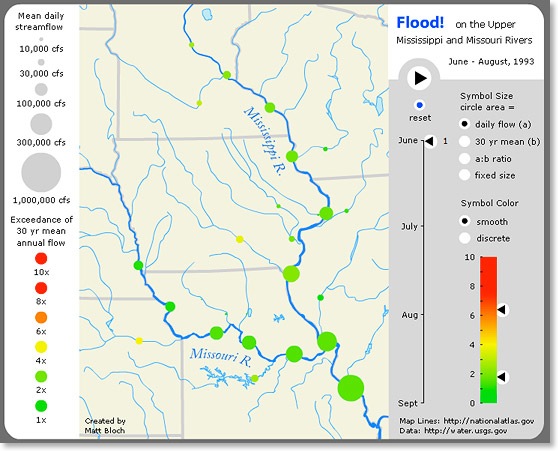 Mean daily
streamflow
10,000 cfs
30,000 cfs
100,000 cfs
300,000 cfs
1,000,000 cfs
Exceedance of
30 yr mean
annual flow
10x
8x
6x
4x
2x
1x
Mississippi R.
Missouri R.
Created by
Matt Bloch
Flood! on the Upper
Mississippi and Missouri Rivers
June - August, 1993
reset
June
1
July
Aug
Sept
Symbol Size
circle area =
daily flow (a)
30 yr mean (b)
a:b ratio
fixed size
Symbol Color
smooth
discrete
10
8
6
4
2
0
Map Lines: http://nationalatlas.gov
Data: http://water.usgs.gov